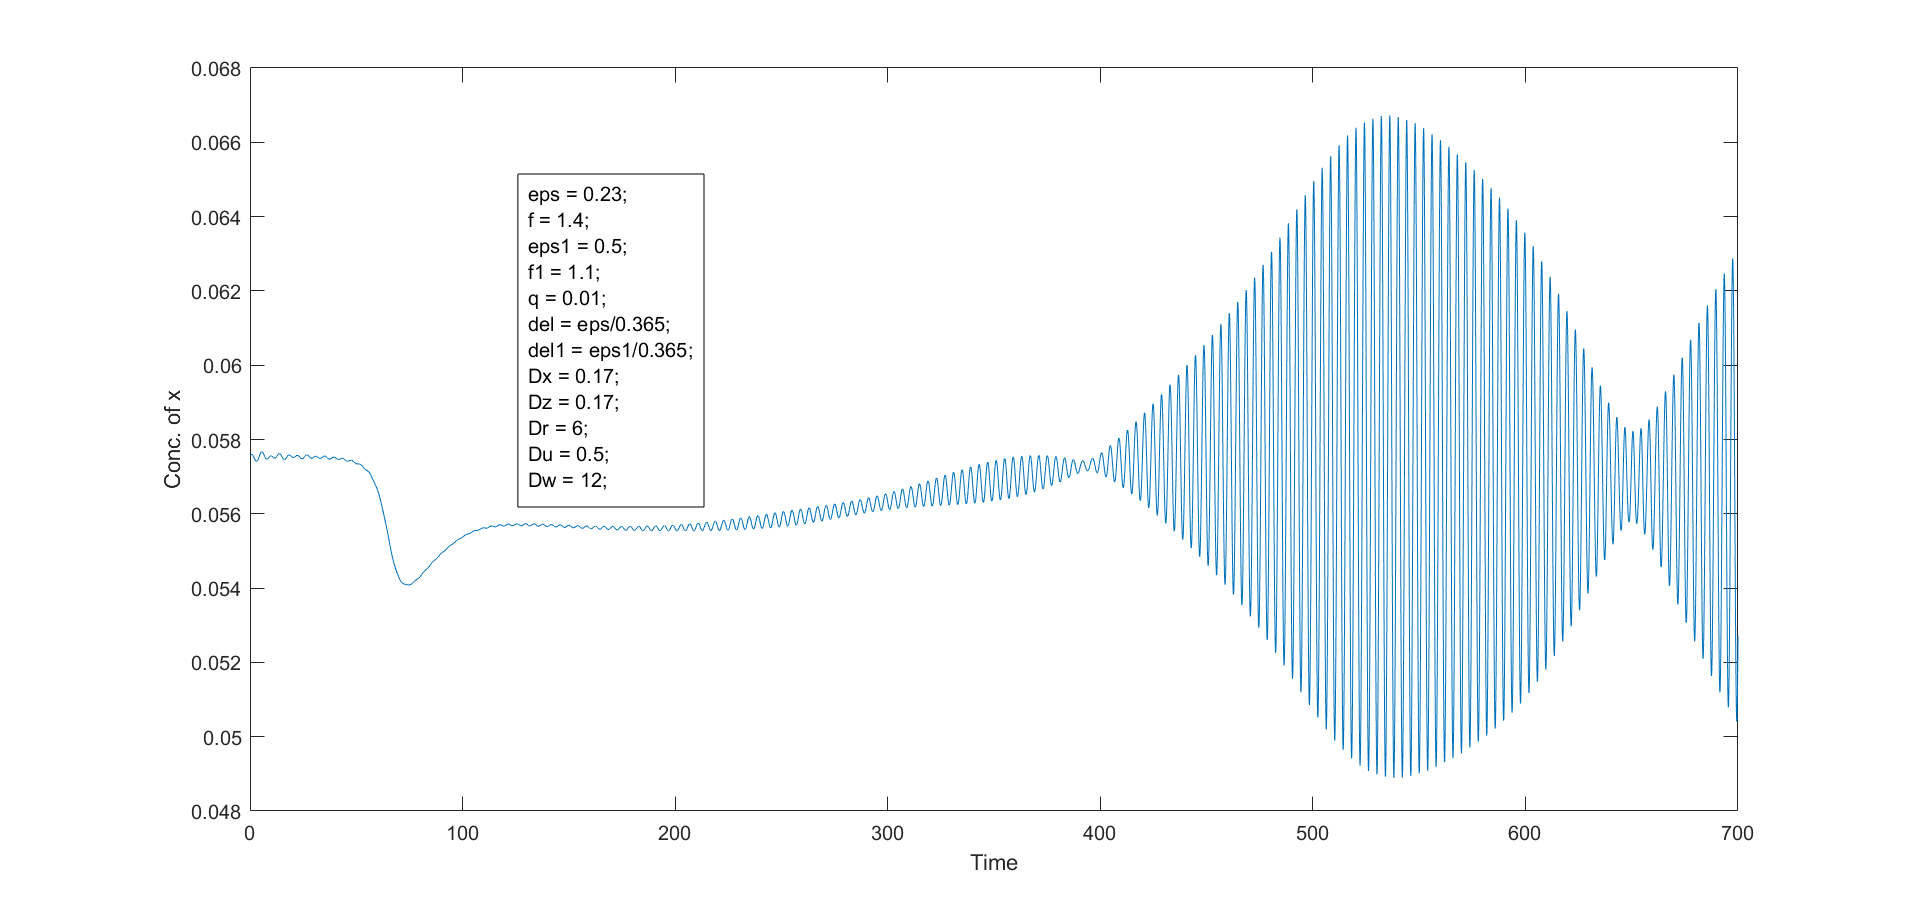 0.068
0.066
0.064
0.062
0.06
0.058
0.056
0.054
0.052
0.05
0.048
Conc. of x
eps = 0.23;
f = 1.4;
eps1 = 0.5;
f1 = 1.1;
q = 0.01;
del = eps/0.365;
del1 = eps1/0.365;
Dx = 0.17;
Dz = 0.17;
Dr = 6;
Du = 0.5;
Dw = 12;
0 100 200 300 400 500 600 700
Time